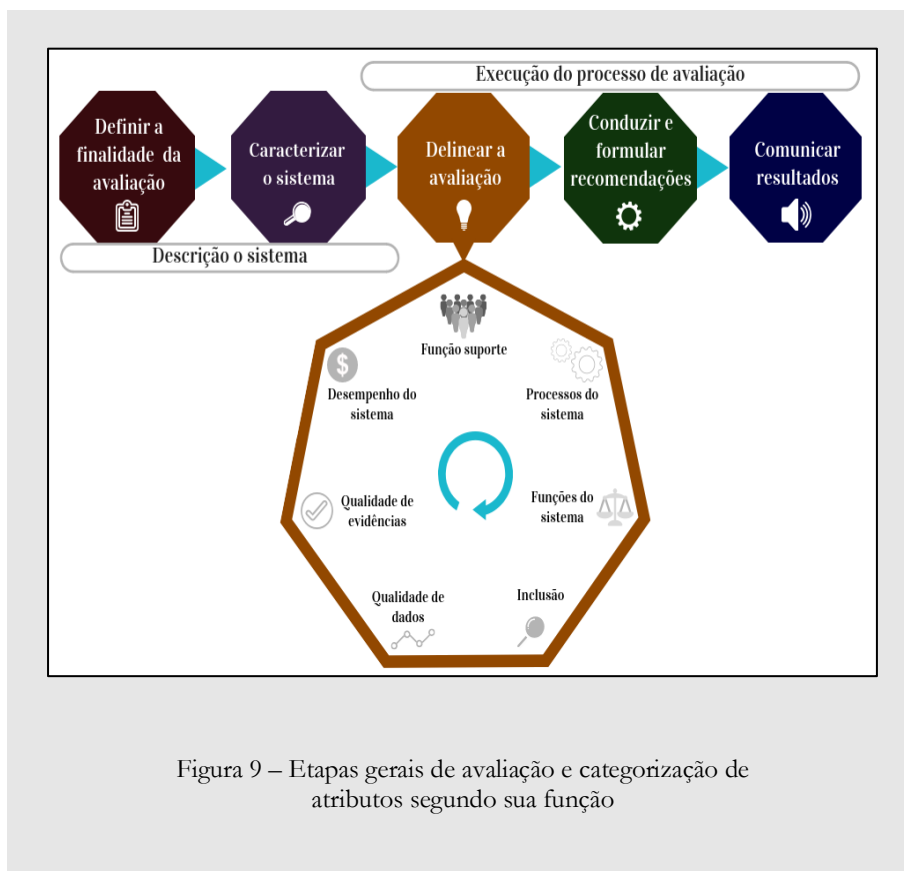 Execução do processo de avaliação
Definir a
finalidade da
avaliação
Caracterizar
o sistema
Delinear a
avaliação
Conduzir e
formular
recomendações
Comunicar
resultados
Descrição o sistema
Função suporte
$
Desempenho do
sistema
Processos do
sistema
Qualidade de
evidências
Funções do
sistema
Qualidade de
dados
Inclusão
Figura 9 – Etapas gerais de avaliação e categorização de
atributos segundo sua função